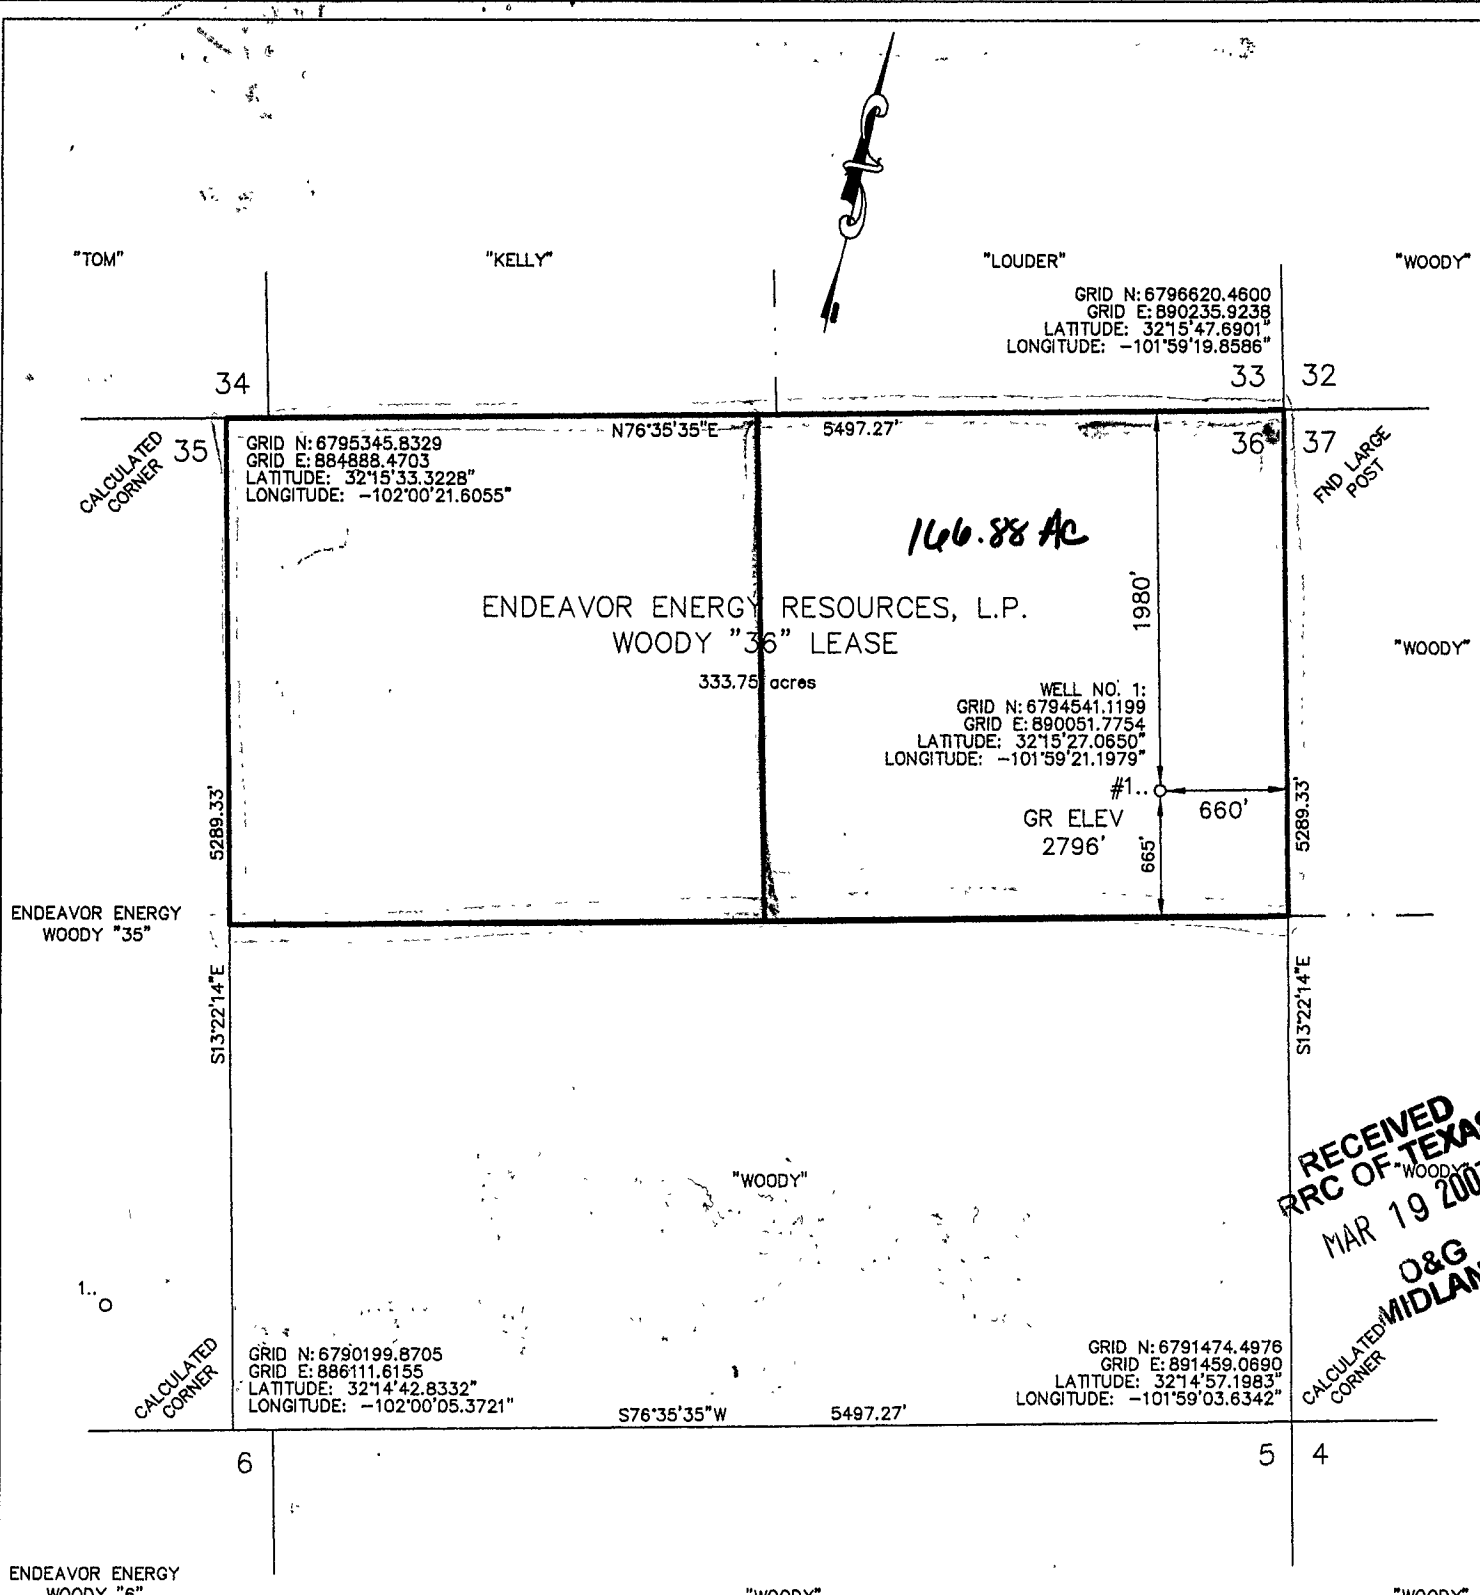 "TOM"
"KELLY"
"LOUDER"
"WOODY"
GRID N: 6796620.4600
GRID E: 890235.9238
LATITUDE: 32°15'47.6901"
LONGITUDE: -101°59'19.8586"
34
33
32
CALCULATED
CORNER
35
GRID N: 6795345.8329
GRID E: 884888.4703
LATITUDE: 32°15'33.3228"
LONGITUDE: -102°00'21.6055"
N76°35'35"E
5497.27'
36
37
FND LARGE
POST
166.88 AC
1980'
ENDEAVOR ENERGY RESOURCES, L.P.
WOODY "36" LEASE
333.75 acres
"WOODY"
WELL NO. 1:
GRID N: 6794541.1199
GRID E: 890051.7754
LATITUDE: 32°15'27.0650"
LONGITUDE: -101°59'21.1979"
#1..
660'
GR ELEV
2796'
665'
5289.33'
5289.33'
ENDEAVOR ENERGY
WOODY "35"
S13°22'14"E
S13°22'14"E
"WOODY"
RECEIVED
RRC OF TEXAS
"WOODY"
MAR 19 200
O&G
MIDLAN
1..
CALCULATED
CORNER
GRID N: 6790199.8705
GRID E: 886111.6155
LATITUDE: 32°14'42.8332"
LONGITUDE: -102°00'05.3721"
S76°35'35"W
5497.27'
GRID N: 6791474.4976
GRID E: 891459.0690
LATITUDE: 32°14'57.1983"
LONGITUDE: -101°59'03.6342"
CALCULATED
CORNER
6
5
4
ENDEAVOR ENERGY
WOODY "6"
"WOODY"
"WOODY"